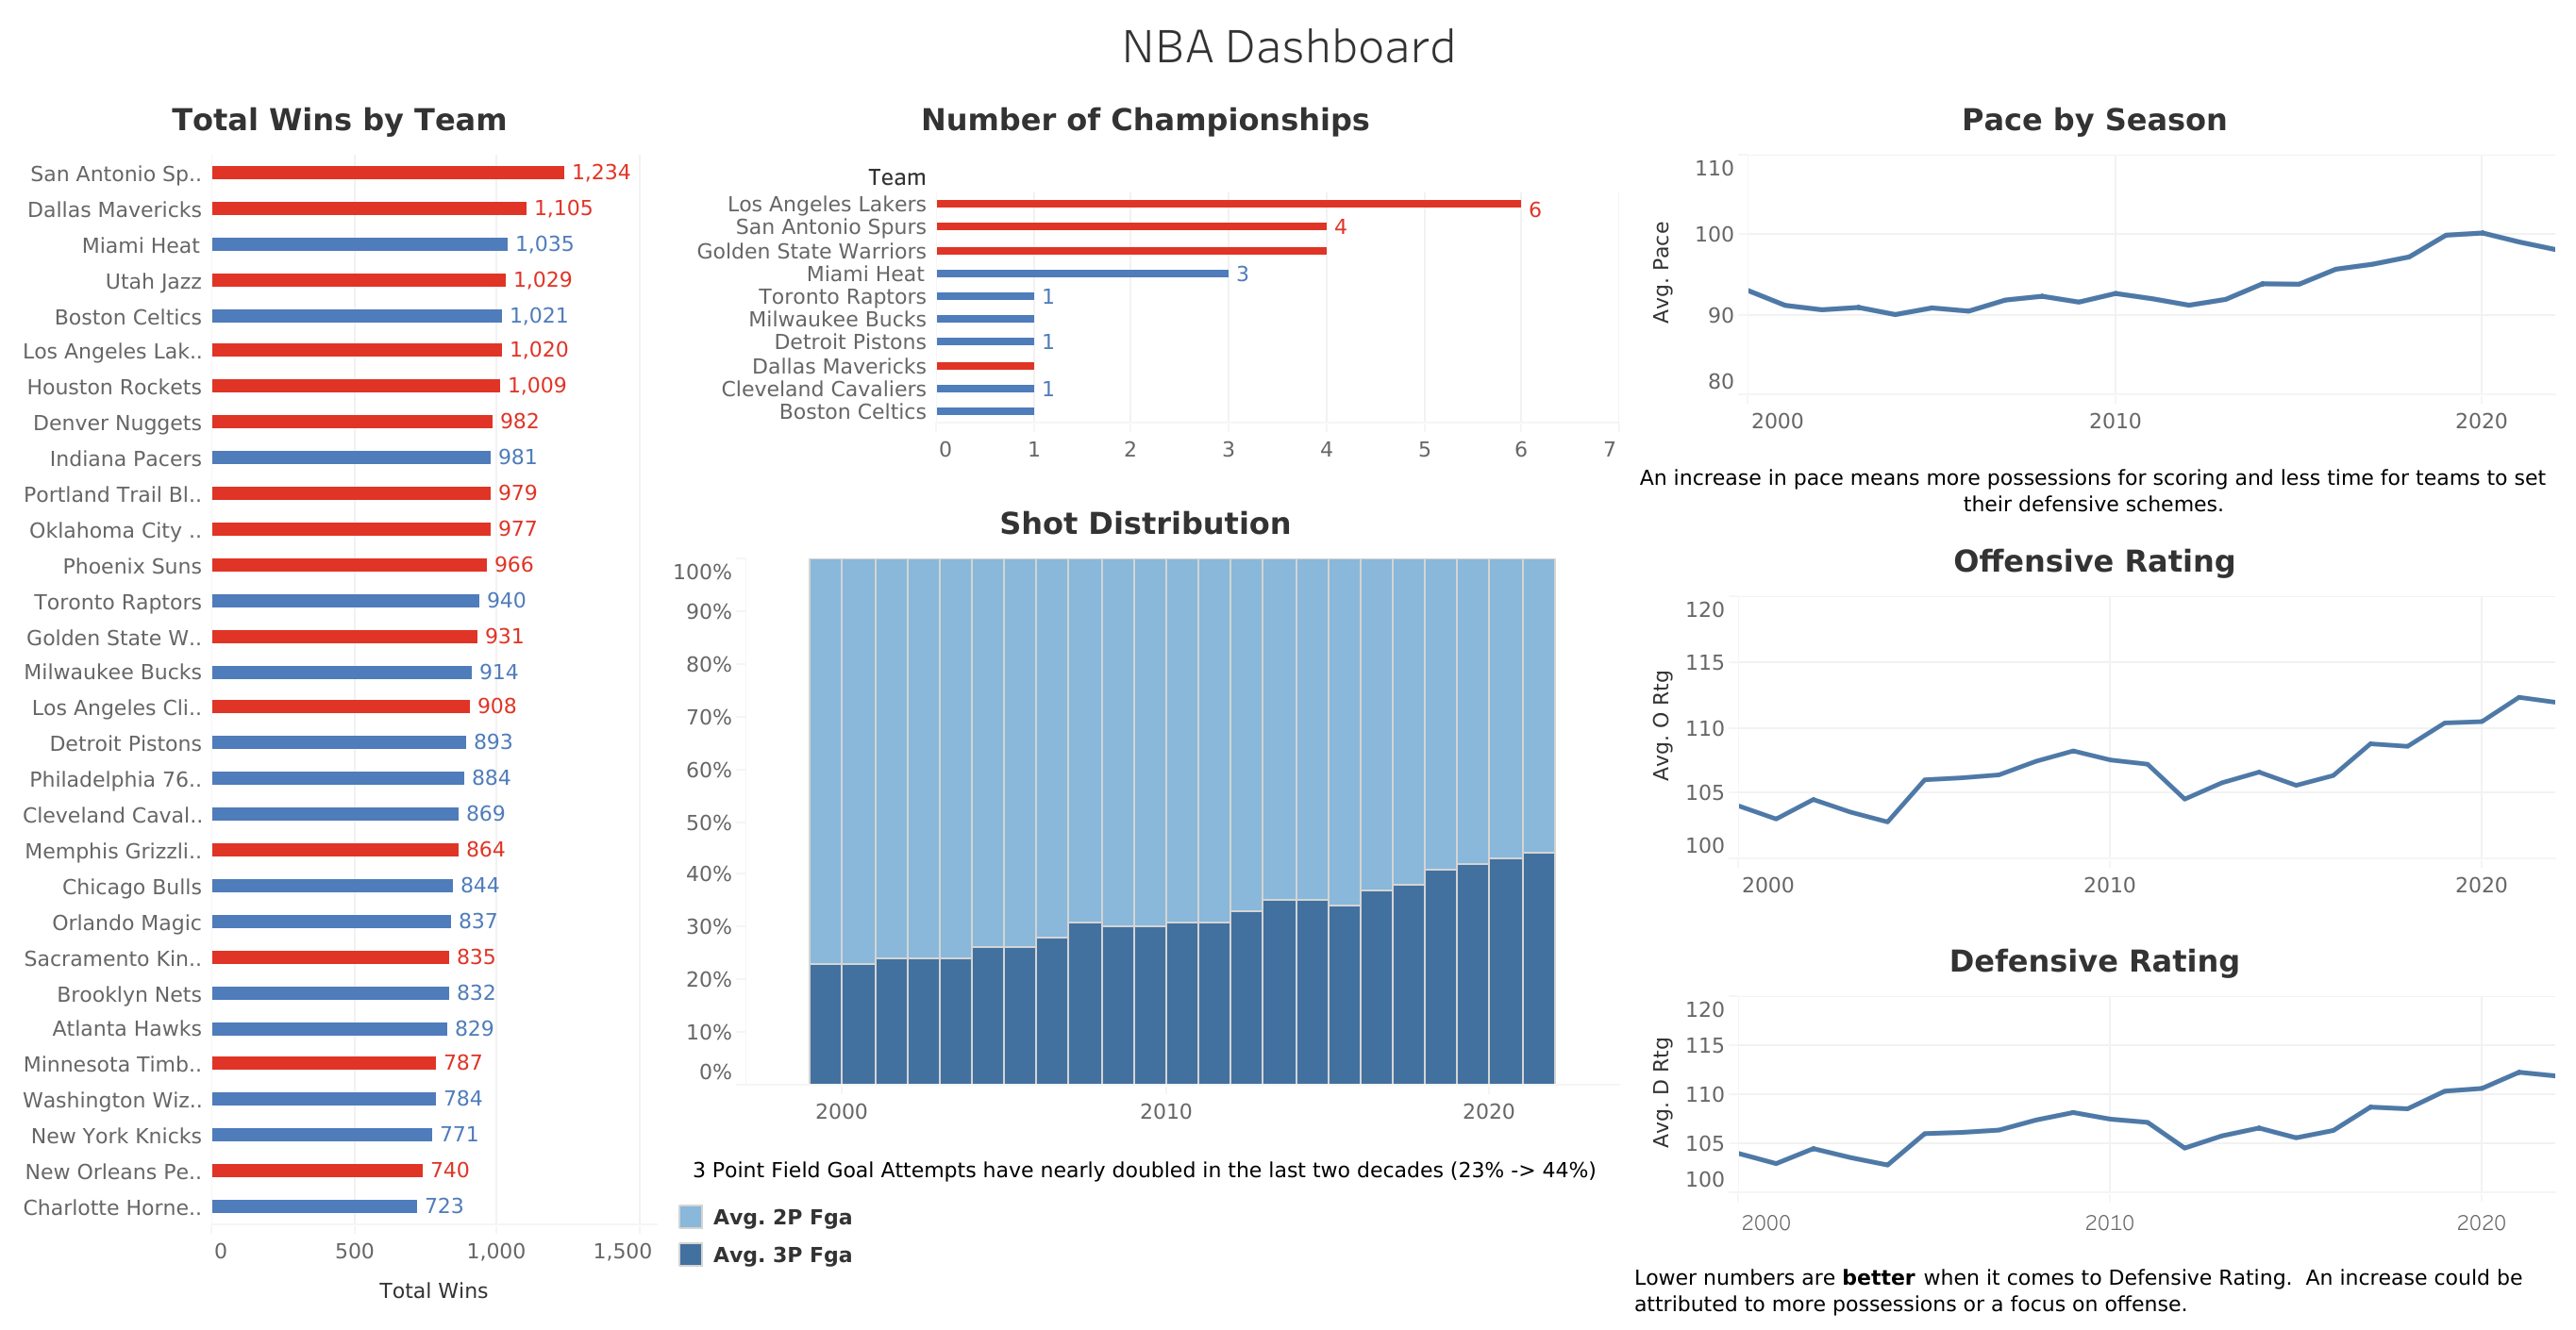 NBA Dashboard
Total Wins by Team
San Antonio Sp.. 1,234
Dallas Mavericks 1,105
Miami Heat 1,035
Utah Jazz 1,029
Boston Celtics 1,021
Los Angeles Lak.. 1,020
Houston Rockets 1,009
Denver Nuggets 982
Indiana Pacers 981
Portland Trail Bl.. 979
Oklahoma City .. 977
Phoenix Suns 966
Toronto Raptors 940
Golden State W.. 931
Milwaukee Bucks 914
Los Angeles Cli.. 908
Detroit Pistons 893
Philadelphia 76.. 884
Cleveland Caval.. 869
Memphis Grizzli.. 864
Chicago Bulls 844
Orlando Magic 837
Sacramento Kin.. 835
Brooklyn Nets 832
Atlanta Hawks 829
Minnesota Timb.. 787
Washington Wiz.. 784
New York Knicks 771
New Orleans Pe.. 740
Charlotte Horne.. 723
0 500 1,000 1,500
Total Wins
Number of Championships
Team
Los Angeles Lakers 6
San Antonio Spurs 4
Golden State Warriors
Miami Heat 3
Toronto Raptors 1
Milwaukee Bucks
Detroit Pistons 1
Dallas Mavericks
Cleveland Cavaliers 1
Boston Celtics
0 1 2 3 4 5 6 7
Shot Distribution
100%
90%
80%
70%
60%
50%
40%
30%
20%
10%
0%
2000 2010 2020
3 Point Field Goal Attempts have nearly doubled in the last two decades (23% -> 44%)
Avg. 2P Fga
Avg. 3P Fga
Pace by Season
Avg. Pace
110
100
90
80
2000 2010 2020
An increase in pace means more possessions for scoring and less time for teams to set
their defensive schemes.
Offensive Rating
Avg. O Rtg
120
115
110
105
100
2000 2010 2020
Defensive Rating
Avg. D Rtg
120
115
110
105
100
2000 2010 2020
Lower numbers are better when it comes to Defensive Rating.  An increase could be
attributed to more possessions or a focus on offense.